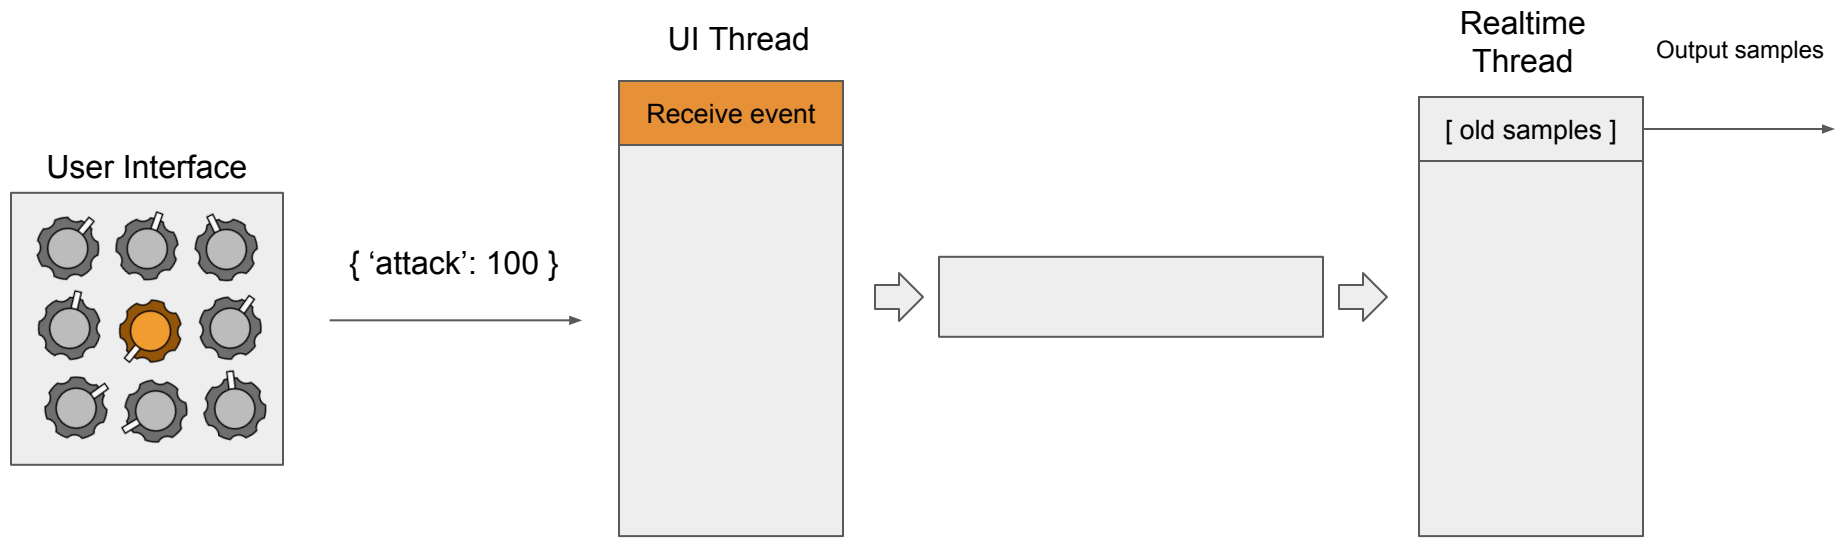 User Interface
{ ‘attack’: 100 }
UI Thread
Receive event
Realtime
Thread
[ old samples ]
Output samples